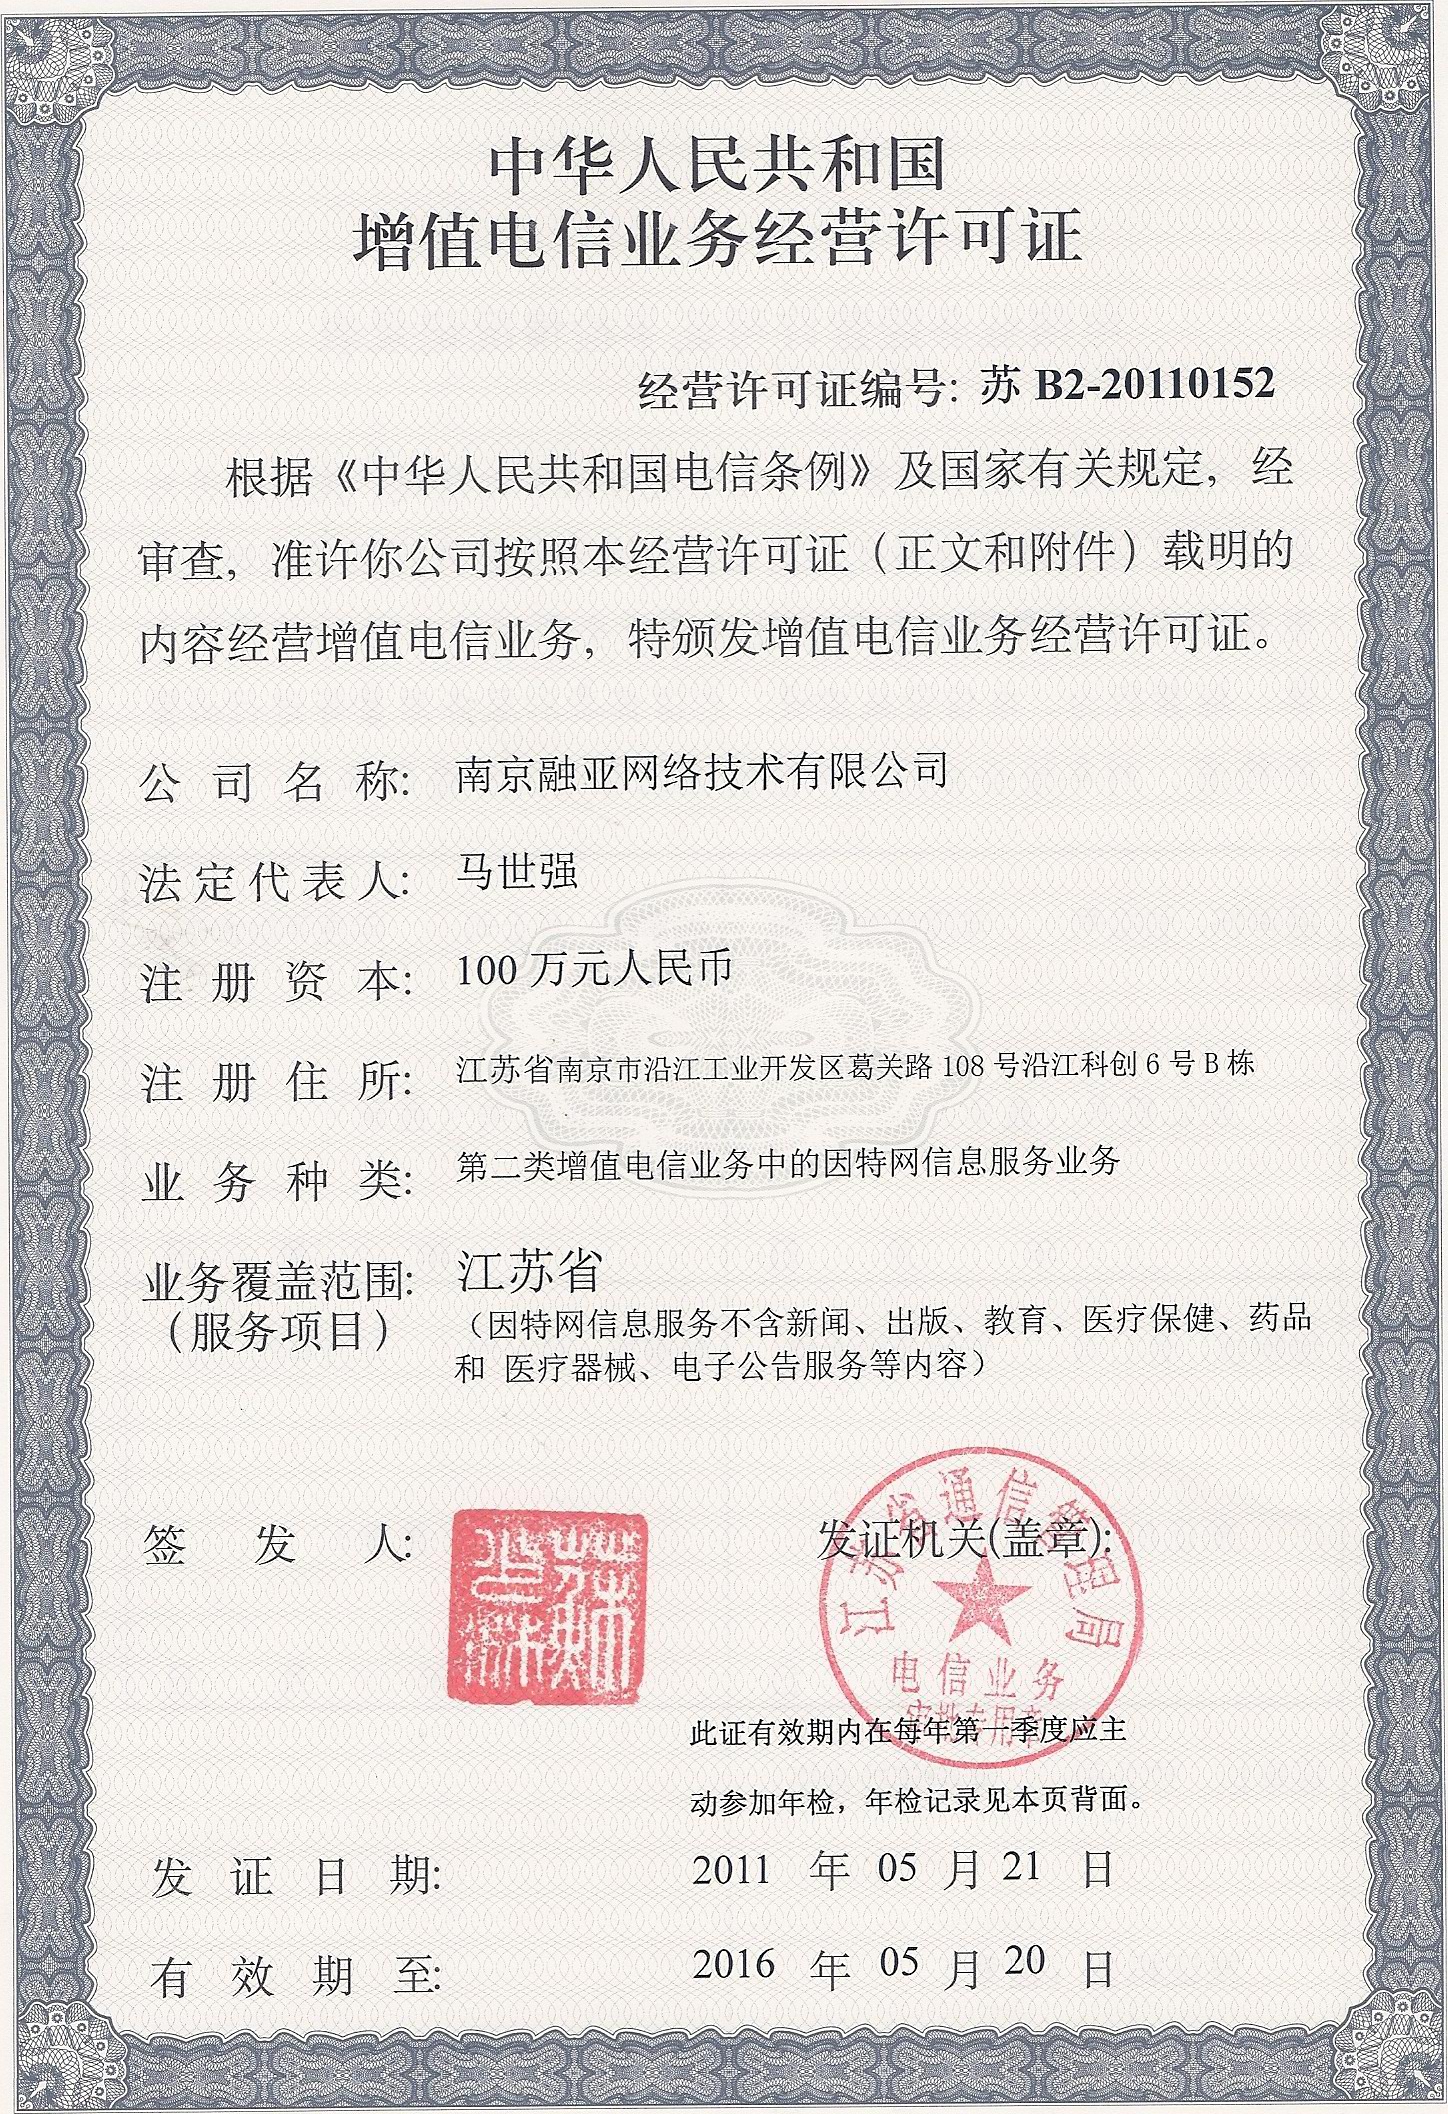 中华人民共和国
增值电信业务经营许可证
经营许可证编号: 苏 B2-20110152
根据《中华人民共和国电信条例》及国家有关规定，经
审查，准许你公司按照本经营许可证（正文和附件）载明的
内容经营增值电信业务，特颁发增值电信业务经营许可证。
公司名称: 南京融亚网络技术有限公司
法定代表人: 马世强
注册资本: 100 万元人民币
注册住所: 江苏省南京市沿江工业开发区葛关路 108 号沿江科创 6 号 B 栋
业务种类: 第二类增值电信业务中的因特网信息服务业务
业务覆盖范围: 江苏省
（服务项目）
（因特网信息服务不含新闻、出版、教育、医疗保健、药品
和 医疗器械、电子公告服务等内容）
签发人:
发证机关(盖章):
江苏省通信管理局
电信业务
审批专用章
此证有效期内在每年第一季度应主
动参加年检，年检记录见本页背面。
发证日期: 2011 年 05 月 21 日
有效期至: 2016 年 05 月 20 日